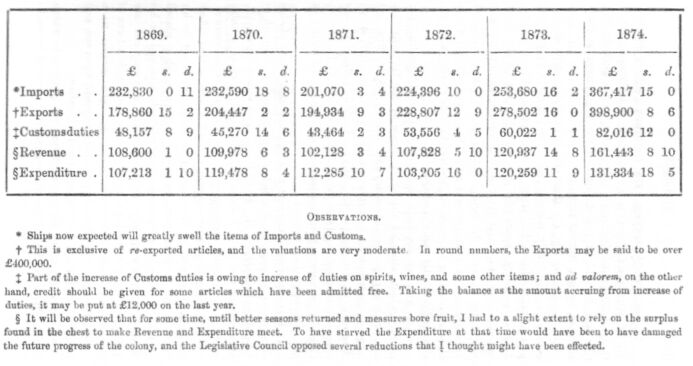 1869. 1870. 1871. 1872. 1873. 1874.
£ s. d. £ s. d. £ s. d. £ s. d. £ s. d. £ s. d.
*Imports . . 232,830 0 11 232,590 18 8 201,070 3 4 224,396 10 0 253,680 16 2 367,417 15 0
†Exports . . 178,860 15 2 204,447 2 2 194,934 9 3 228,807 12 9 278,502 16 0 398,900 8 6
‡Customs duties 48,157 8 9 45,270 14 6 43,464 2 3 53,556 4 5 60,022 1 1 82,016 12 0
§Revenue . . 108,600 1 0 109,978 6 3 102,128 3 4 107,828 5 10 120,937 14 8 161,443 8 10
§Expenditure . 107,213 1 10 119,478 8 4 112,285 10 7 103,205 16 0 120,259 11 9 131,334 18 5
OBSERVATIONS.
* Ships now expected will greatly swell the items of Imports and Customs.
† This is exclusive of re-exported articles, and the valuations are very moderate. In round numbers, the Exports may be said to be over
£400,000.
‡ Part of the increase of Customs duties is owing to increase of duties on spirits, wines, and some other items; and ad valorem, on the other
hand, credit should be given for some articles which have been admitted free. Taking the balance as the amount accruing from increase of
duties, it may be put at £12,000 on the last year.
§ It will be observed that for some time, until better seasons returned and measures bore fruit, I had to a slight extent to rely on the surplus
found in the chest to make Revenue and Expenditure meet. To have starved the Expenditure at that time would have been to have damaged
the future progress of the colony, and the Legislative Council opposed several reductions that I thought might have been effected.